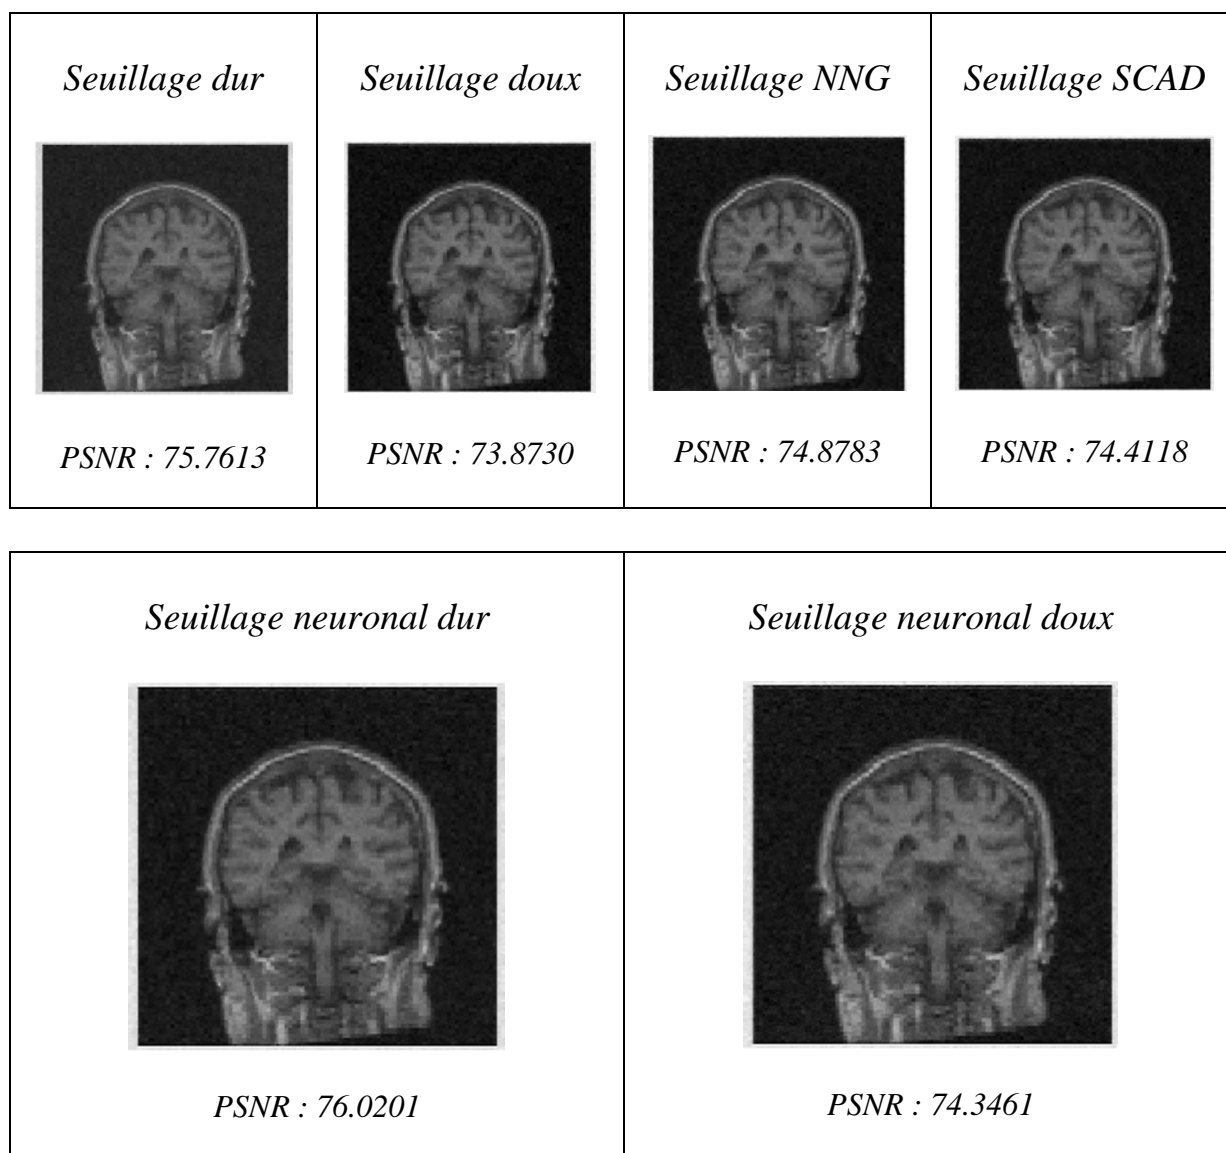 Seuillage dur
Seuillage doux
Seuillage NNG
Seuillage SCAD
PSNR : 75.7613
PSNR : 73.8730
PSNR : 74.8783
PSNR : 74.4118
Seuillage neuronal dur
Seuillage neuronal doux
PSNR : 76.0201
PSNR : 74.3461